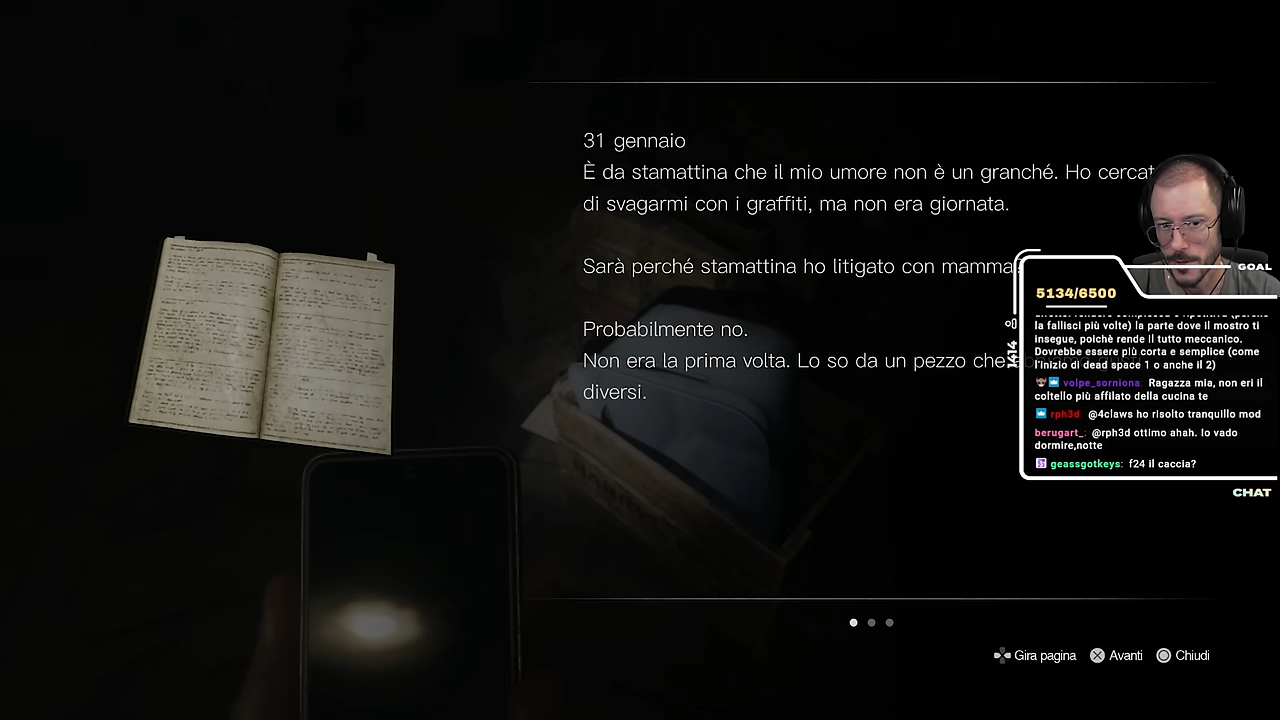 31 gennaio
È da stamattina che il mio umore non è un granché. Ho cercat
di svagarmi con i graffiti, ma non era giornata.
Sarà perché stamattina ho litigato con mamma
Probabilmente no.
Non era la prima volta. Lo so da un pezzo che
diversi.
GOAL
5134/6500
la fallisci più volte) la parte dove il mostro ti
insegue, poichè rende il tutto meccanico.
Dovrebbe essere più corta e semplice (come
l'inizio di dead space 1 o anche il 2)
volpe_sorniona: Ragazza mia, non eri il
coltello più affilato della cucina te
rph3d: @4claws ho risolto tranquillo mod
berugart_: @rph3d ottimo ahah. Io vado
dormire,notte
geassgotkeys: f24 il caccia?
CHAT
Gira pagina Avanti Chiudi